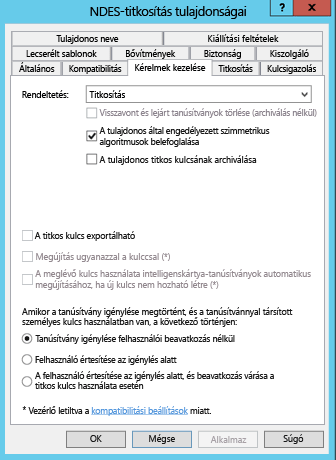 NDES-titkosítás tulajdonságai
?
X
Tulajdonos neve
Kiállítási feltételek
Lecserélt sablonok
Bővítmények
Biztonság
Kiszolgáló
Általános
Kompatibilitás
Kérelmek kezelése
Titkosítás
Kulcsigazolás
Rendeltetés:
Titkosítás
Visszavont és lejárt tanúsítványok törlése (archiválás nélkül)
A tulajdonos által engedélyezett szimmetrikus
algoritmusok belefoglalása
A tulajdonos titkos kulcsának archiválása
A titkos kulcs exportálható
Megújítás ugyanazzal a kulccsal (*)
A meglévő kulcs használata intelligenskártya-tanúsítványok automatikus
megújításához, ha új kulcs nem hozható létre (*)
Amikor a tanúsítvány igénylése megtörtént, és a tanúsítvánnyal társított
személyes kulcs használatban van, a következő történjen:
Tanúsítvány igénylése felhasználói beavatkozás nélkül
Felhasználó értesítése az igénylés alatt
A felhasználó értesítése az igénylés alatt, és beavatkozás várása a
titkos kulcs használata esetén
* Vezérlő letiltva a kompatibilitási beállítások miatt.
OK
Mégse
Alkalmaz
Súgó